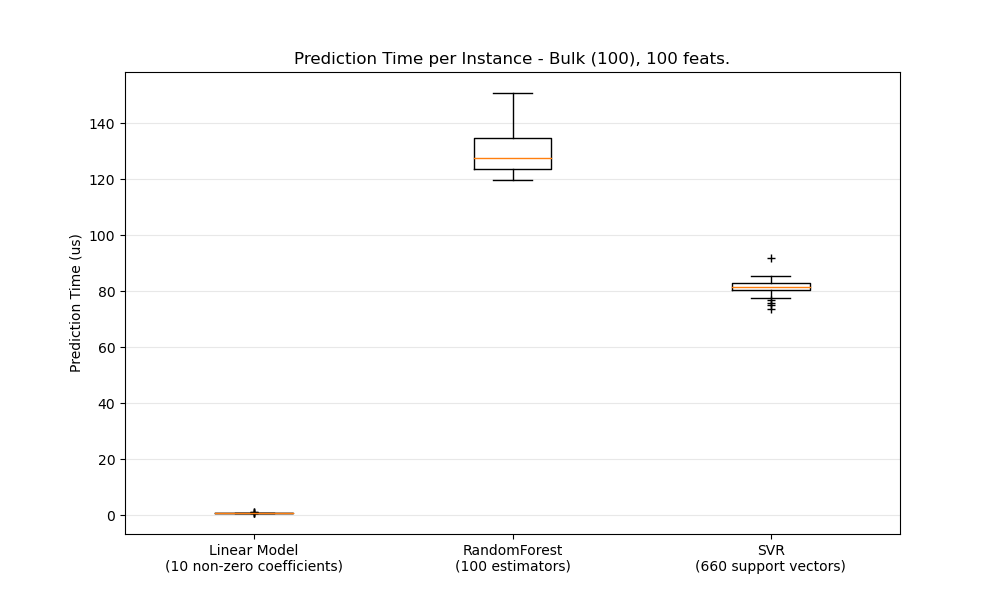 Prediction Time per Instance - Bulk (100), 100 feats.
Prediction Time (us)
140
120
100
80
60
40
20
0
Linear Model
(10 non-zero coefficients)
RandomForest
(100 estimators)
SVR
(660 support vectors)